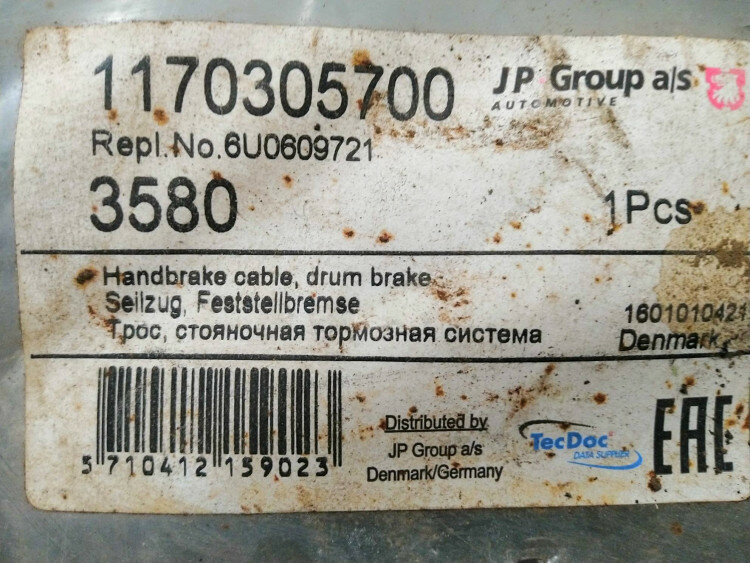 1170305700
JP Group a/s
AUTOMOTIVE
Repl.No.6U0609721
3580
1Pcs
Handbrake cable, drum brake
Seilzug, Feststellbremse
Трос, стояночная тормозная система
1601010421
Denmark
5 710412 159023
Distributed by
JP Group a/s
Denmark/Germany
TecDoc
DATA SUPPLIER
EAC